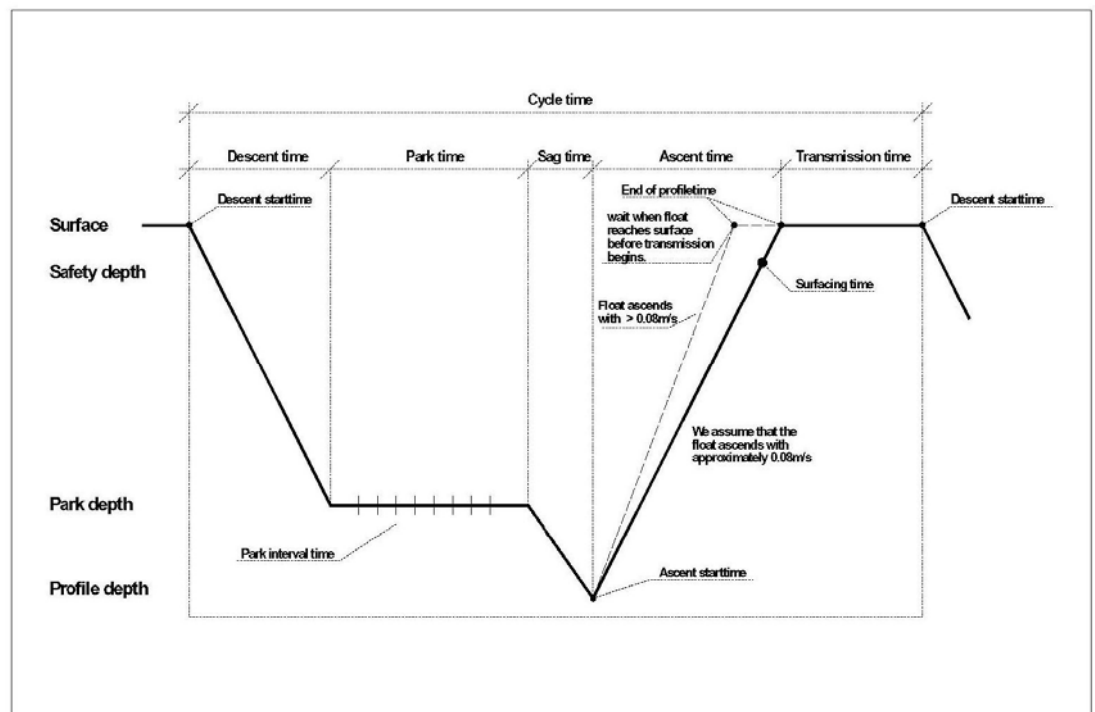 Cycle time
Descent time
Park time
Sag time
Ascent time
Transmission time
End of profiletime
Descent starttime
Descent starttime
Surface
wait when float
reaches surface
before transmission
begins.
Safety depth
Surfacing time
Float ascends
with > 0.08m/s
We assume that the
float ascends with
approximately 0.08m/s
Park depth
Park interval time
Ascent starttime
Profile depth